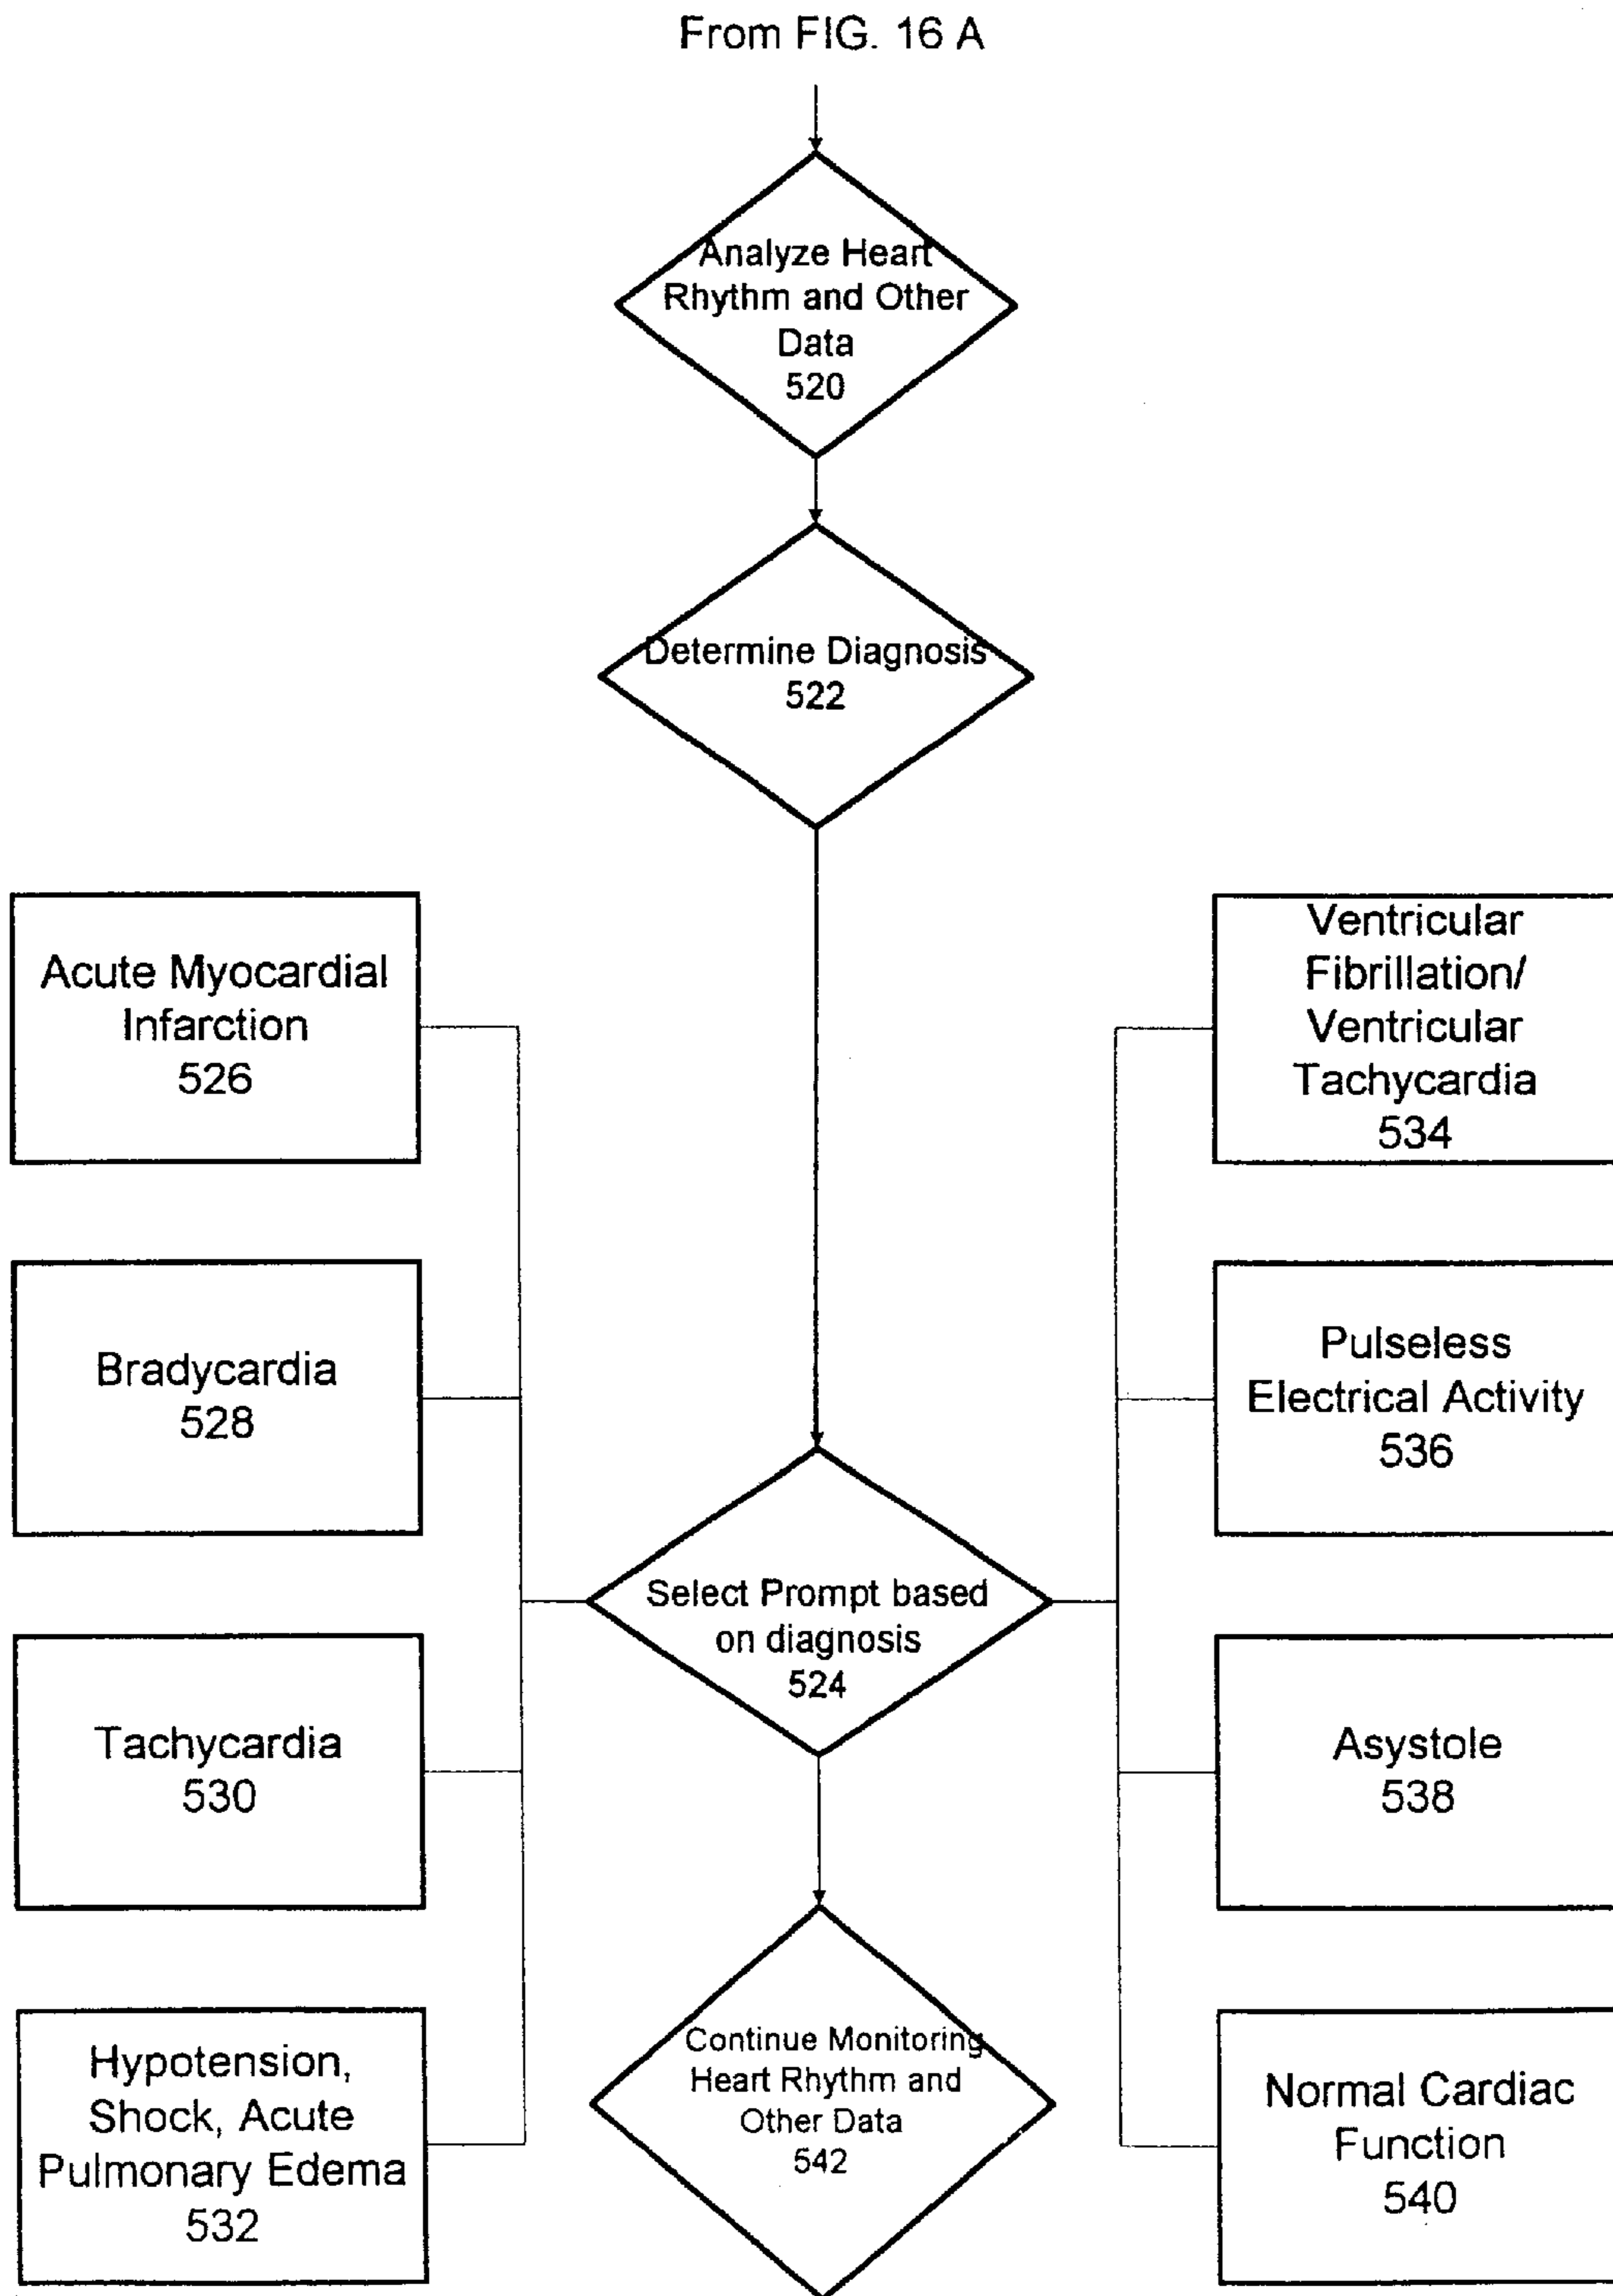 From FIG. 16 A
Analyze Heart
Rhythm and Other
Data
520
Determine Diagnosis
522
Acute Myocardial
Infarction
526
Ventricular
Fibrillation/
Ventricular
Tachycardia
534
Bradycardia
528
Pulseless
Electrical Activity
536
Select Prompt based
on diagnosis
524
Tachycardia
530
Asystole
538
Continue Monitoring
Heart Rhythm and
Other Data
542
Hypotension,
Shock, Acute
Pulmonary Edema
532
Normal Cardiac
Function
540